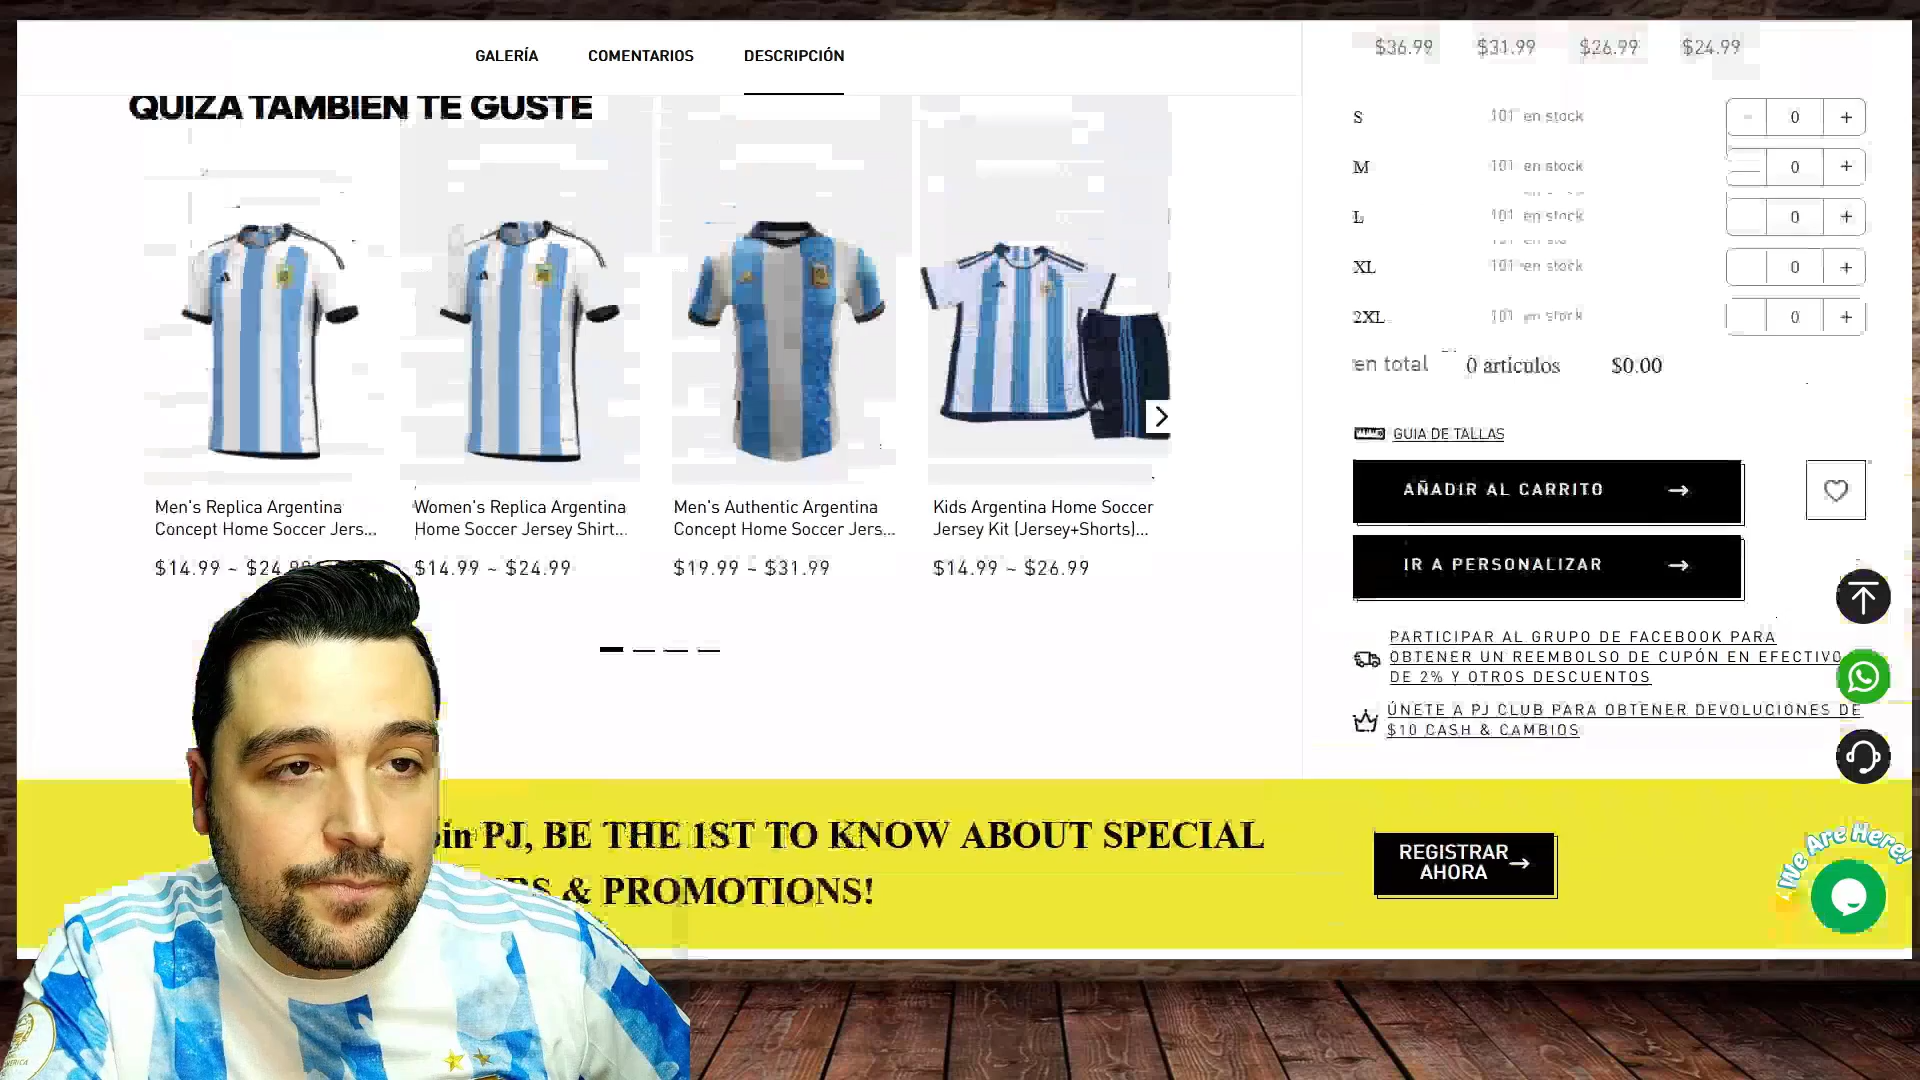 GALERÍA
COMENTARIOS
DESCRIPCIÓN
QUIZA TAMBIEN TE GUSTE
Men's Replica Argentina
Concept Home Soccer Jers...
$14.99 ~ $24.99
Women's Replica Argentina
Home Soccer Jersey Shirt...
$14.99 ~ $24.99
Men's Authentic Argentina
Concept Home Soccer Jers...
$19.99 ~ $31.99
Kids Argentina Home Soccer
Jersey Kit (Jersey+Shorts)...
$14.99 ~ $26.99
$36.99 $31.99 $26.99 $24.99
S 101 en stock - 0 +
M 101 en stock 0 +
L 101 en stock 0 +
XL 101 en stock 0 +
2XL 101 en stock 0 +
en total 0 articulos $0.00
GUIA DE TALLAS
AÑADIR AL CARRITO
IR A PERSONALIZAR
PARTICIPAR AL GRUPO DE FACEBOOK PARA
OBTENER UN REEMBOLSO DE CUPÓN EN EFECTIVO
DE 2% Y OTROS DESCUENTOS
ÚNETE A PJ CLUB PARA OBTENER DEVOLUCIONES DE
$10 CASH & CAMBIOS
PJ, BE THE 1ST TO KNOW ABOUT SPECIAL
& PROMOTIONS!
REGISTRAR
AHORA
We Are Here!